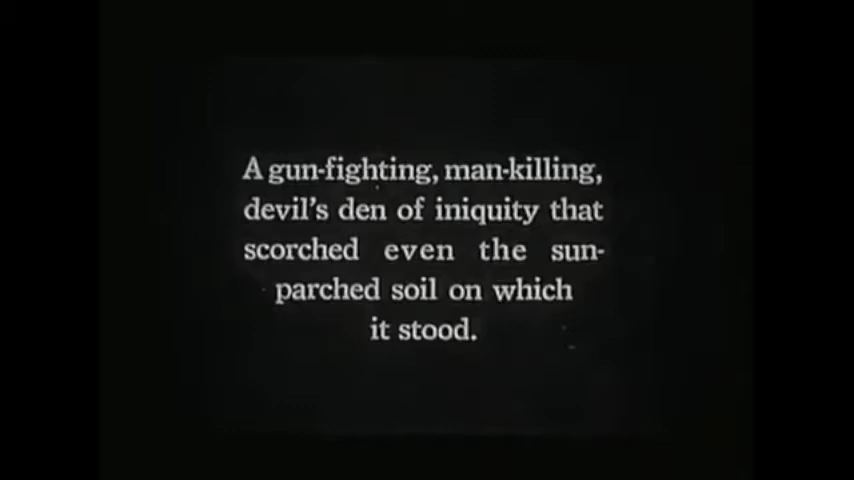 A gun-fighting, man-killing,
devil's den of iniquity that
scorched even the sun-
parched soil on which
it stood.